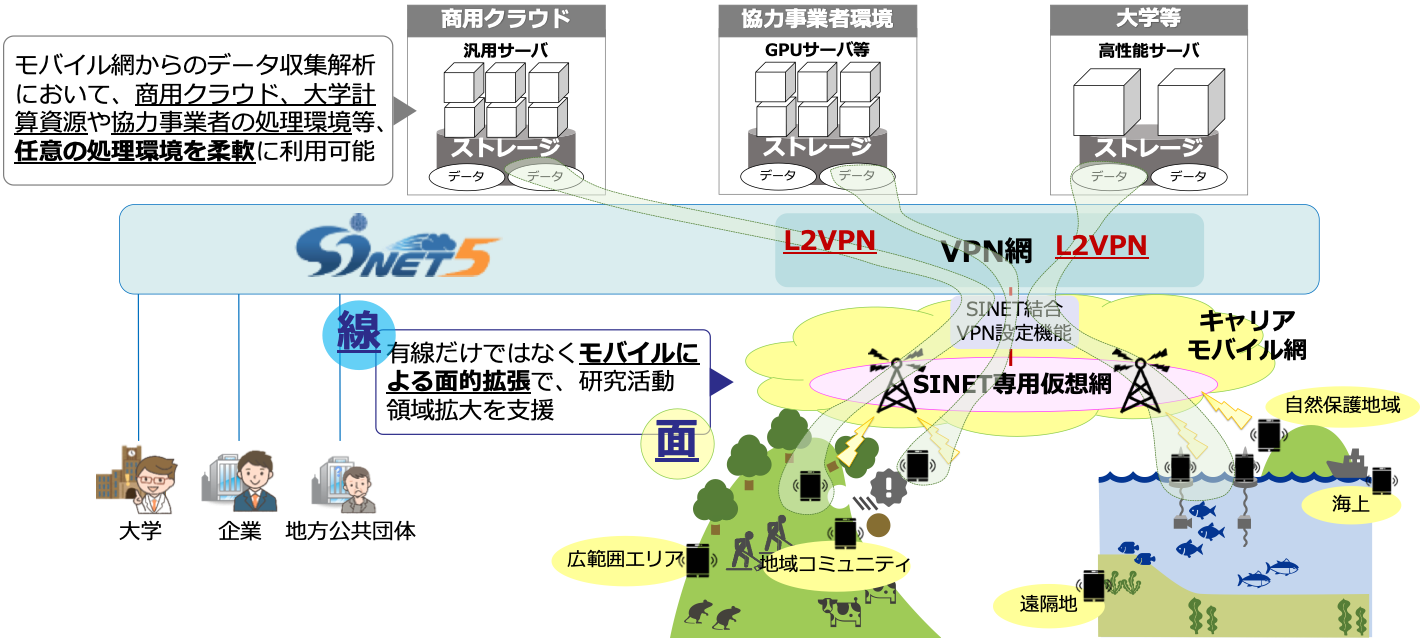 商用クラウド
汎用サーバ
ストレージ
データ
データ
協力事業者環境
GPUサーバ等
ストレージ
データ
データ
大学等
高性能サーバ
ストレージ
データ
データ
モバイル網からのデータ収集解析
において、商用クラウド、大学計
算資源や協力事業者の処理環境等、
任意の処理環境を柔軟に利用可能
SINET5
L2VPN
VPN網
L2VPN
SINET結合
VPN設定機能
キャリア
モバイル網
SINET専用仮想網
線
有線だけではなくモバイルに
よる面的拡張で、研究活動
領域拡大を支援
面
大学
企業
地方公共団体
広範囲エリア
地域コミュニティ
自然保護地域
海上
遠隔地